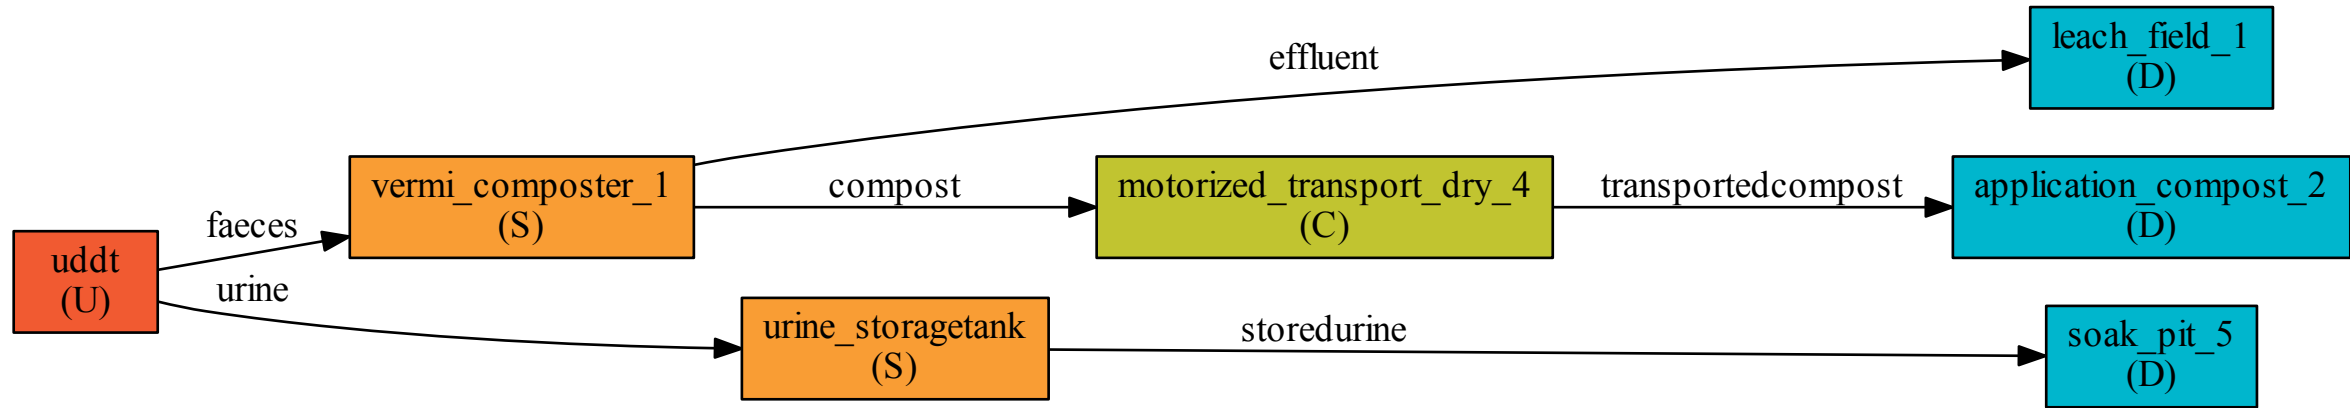 effluent
leach_field_1
(D)
vermi_composter_1
(S)
compost
motorized_transport_dry_4
(C)
transportedcompost
application_compost_2
(D)
faeces
uddt
(U)
urine
urine_storagetank
(S)
storedurine
soak_pit_5
(D)